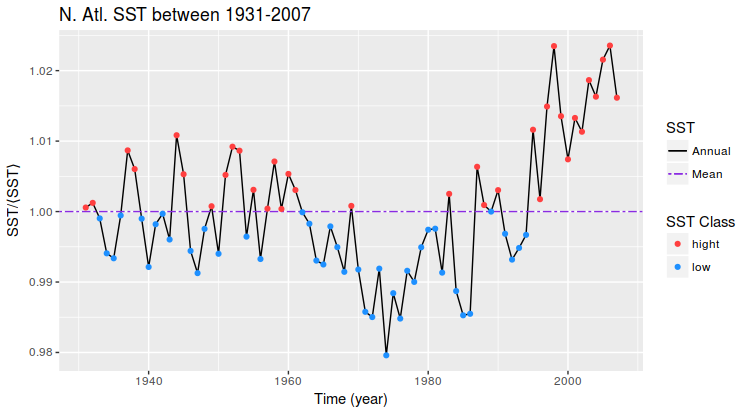 N. Atl. SST between 1931-2007
SST/⟨SST⟩
1.02
1.01
1.00
0.99
0.98
1940
1960
1980
2000
Time (year)
SST
Annual
Mean
SST Class
hight
low